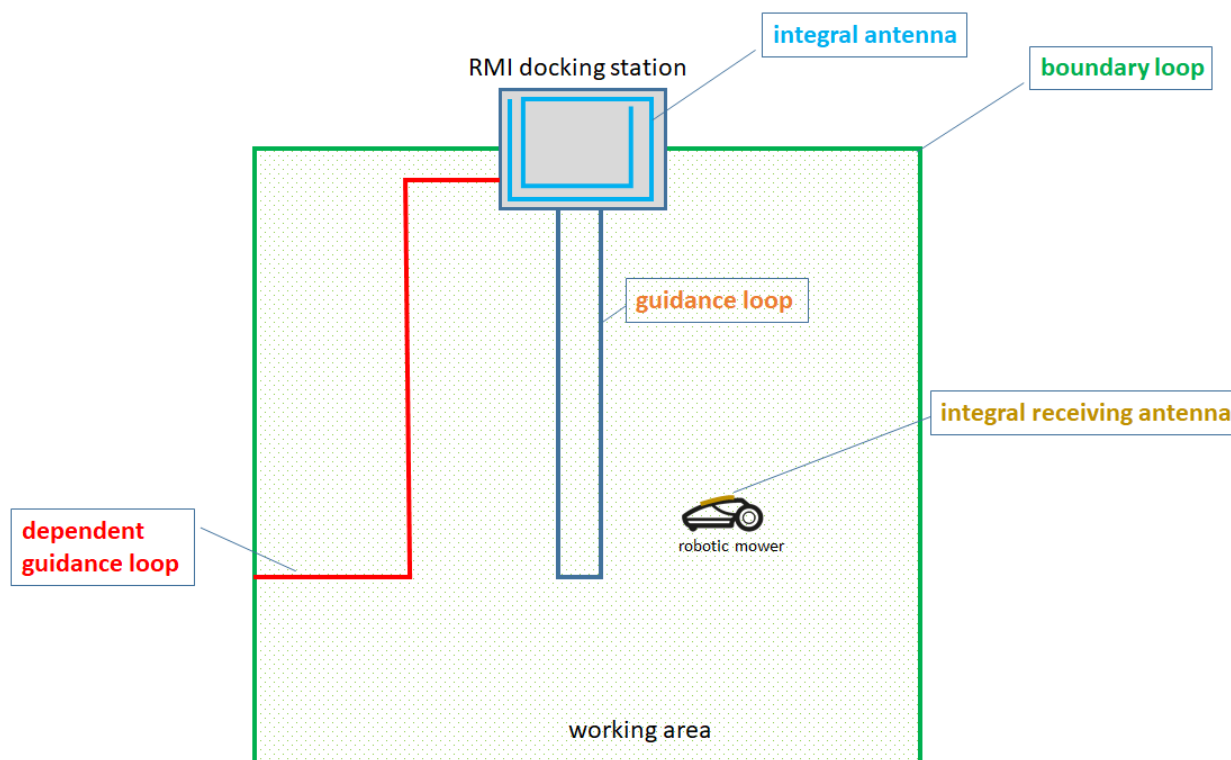 integral antenna
RMI docking station
boundary loop
guidance loop
integral receiving antenna
robotic mower
dependent
guidance loop
working area